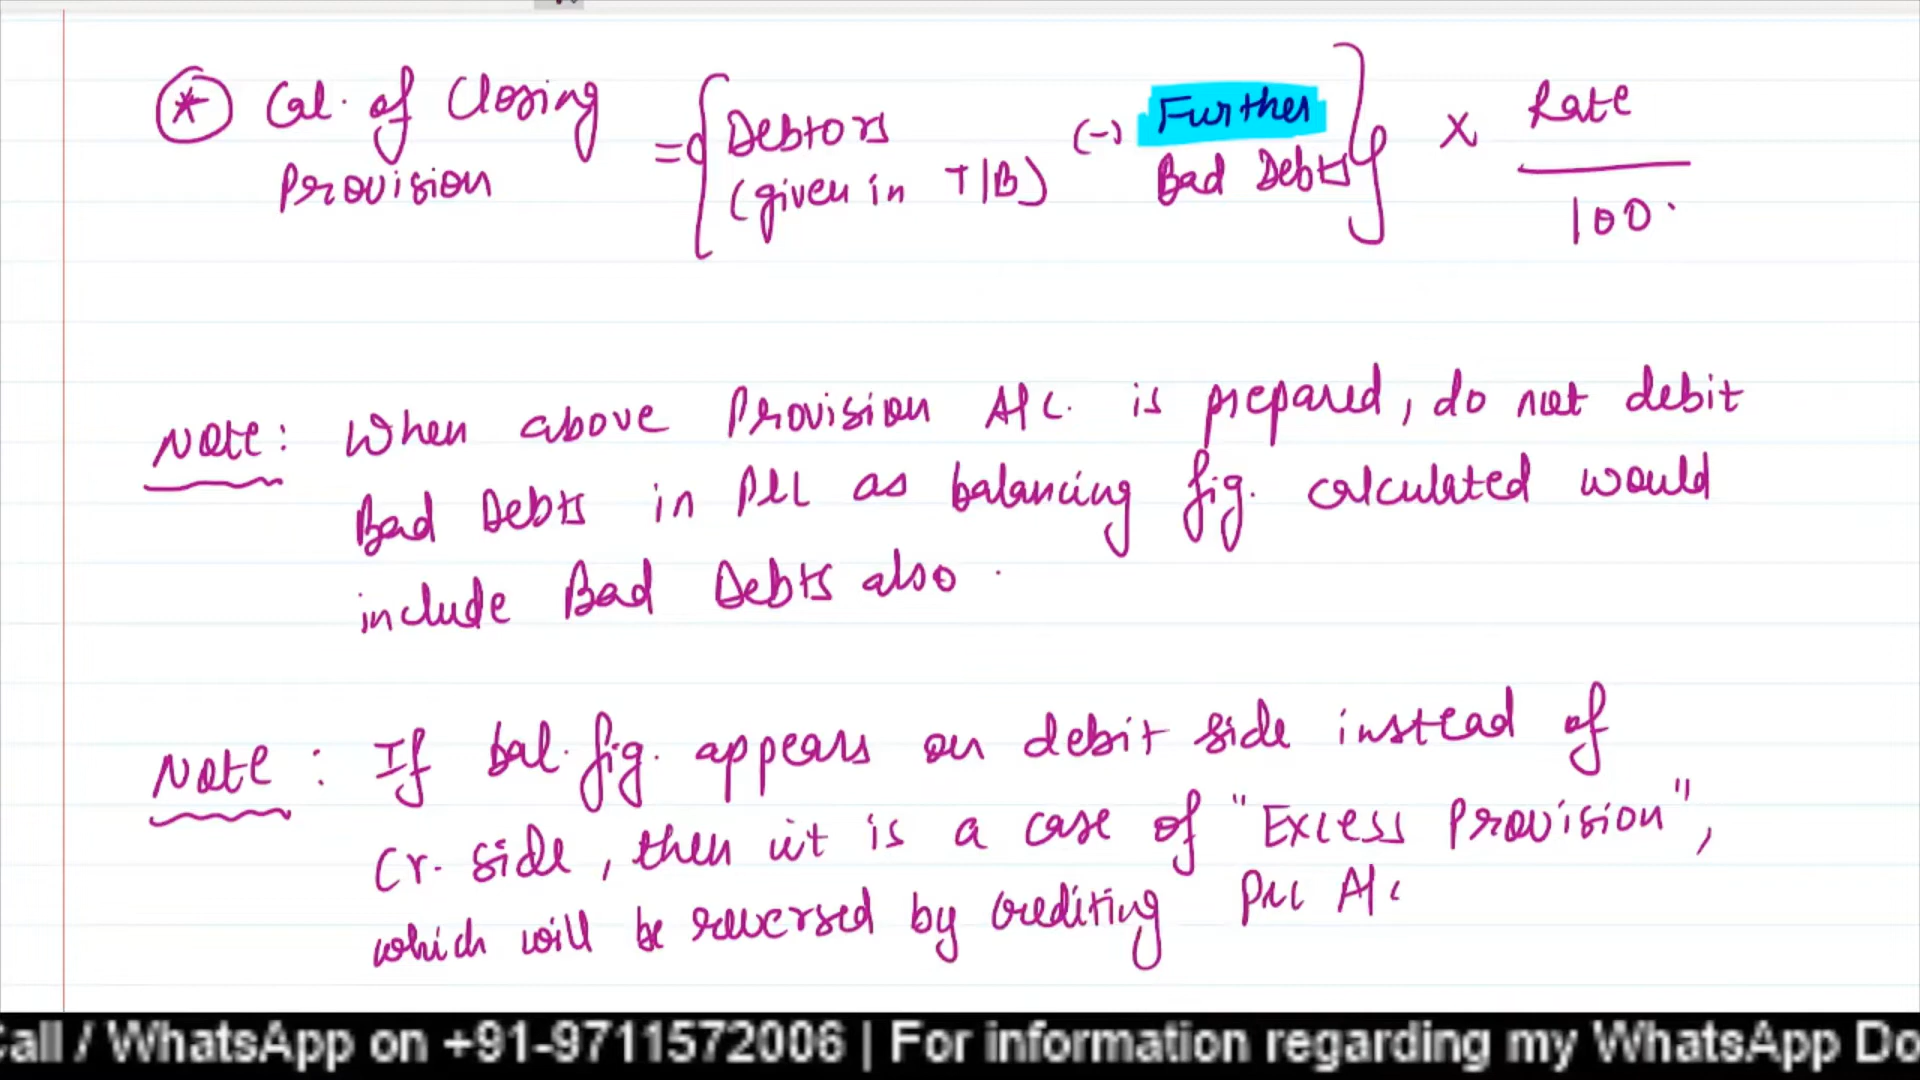 * Cal. of Closing Provision = { Debtors (given in T/B) (-) Further Bad Debts } × Rate / 100.
Note: When above Provision A/c. is prepared, do not debit
Bad Debts in P&L as balancing fig. calculated would
include Bad Debts also.
Note: If bal. fig. appears on debit side instead of
Cr. side, then it is a case of "Excess Provision",
which will be reversed by crediting P&L A/c
Call / WhatsApp on +91-9711572006 | For information regarding my WhatsApp Do